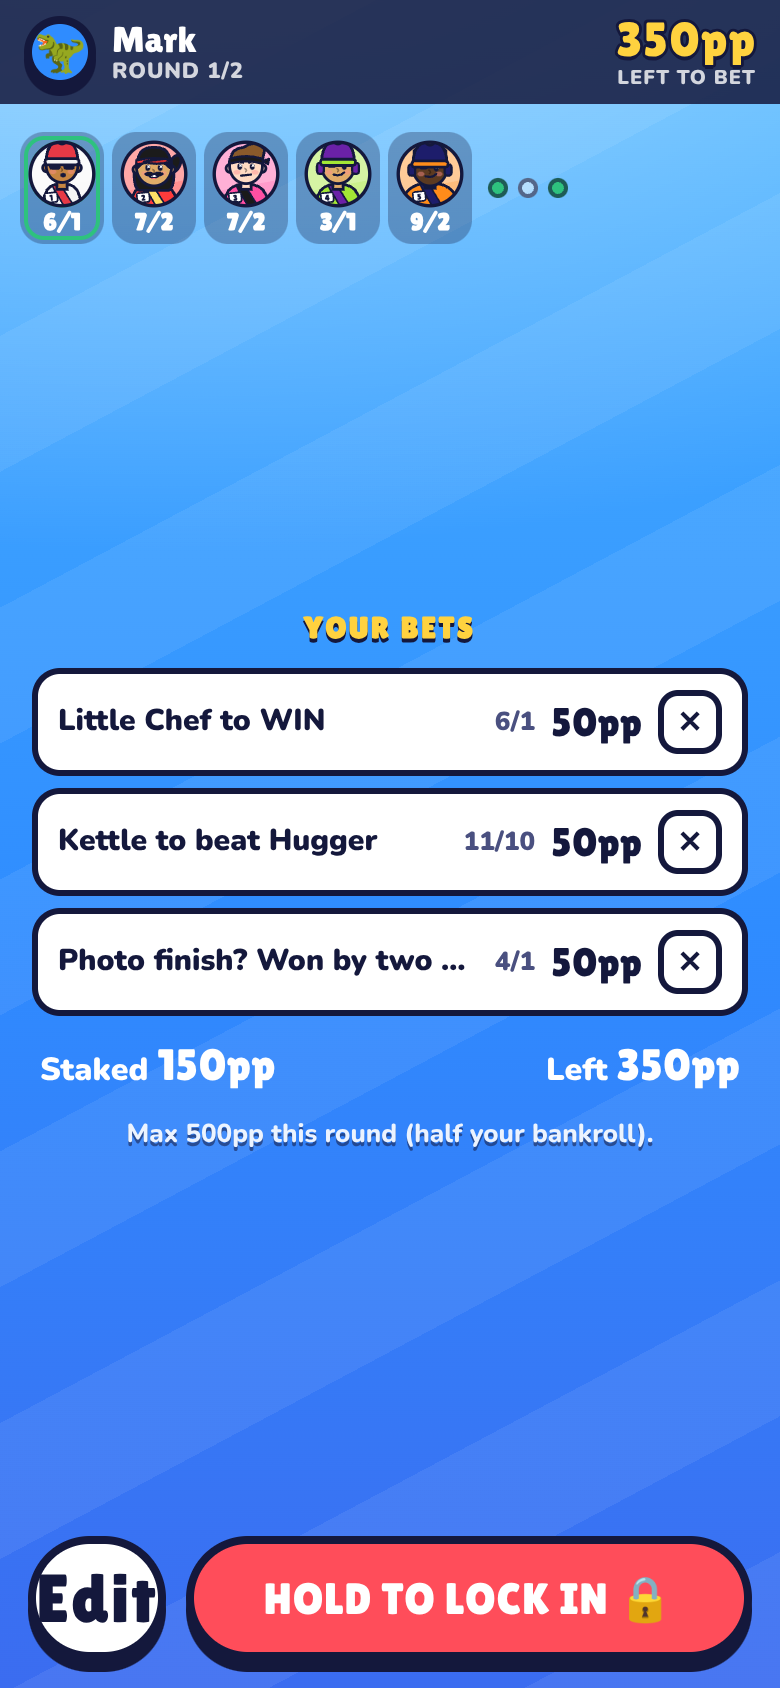 Mark
ROUND 1/2
350pp
LEFT TO BET
6/1
7/2
7/2
3/1
9/2
YOUR BETS
Little Chef to WIN 6/1 50pp ×
Kettle to beat Hugger 11/10 50pp ×
Photo finish? Won by two ... 4/1 50pp ×
Staked 150pp Left 350pp
Max 500pp this round (half your bankroll).
Edit HOLD TO LOCK IN 🔒